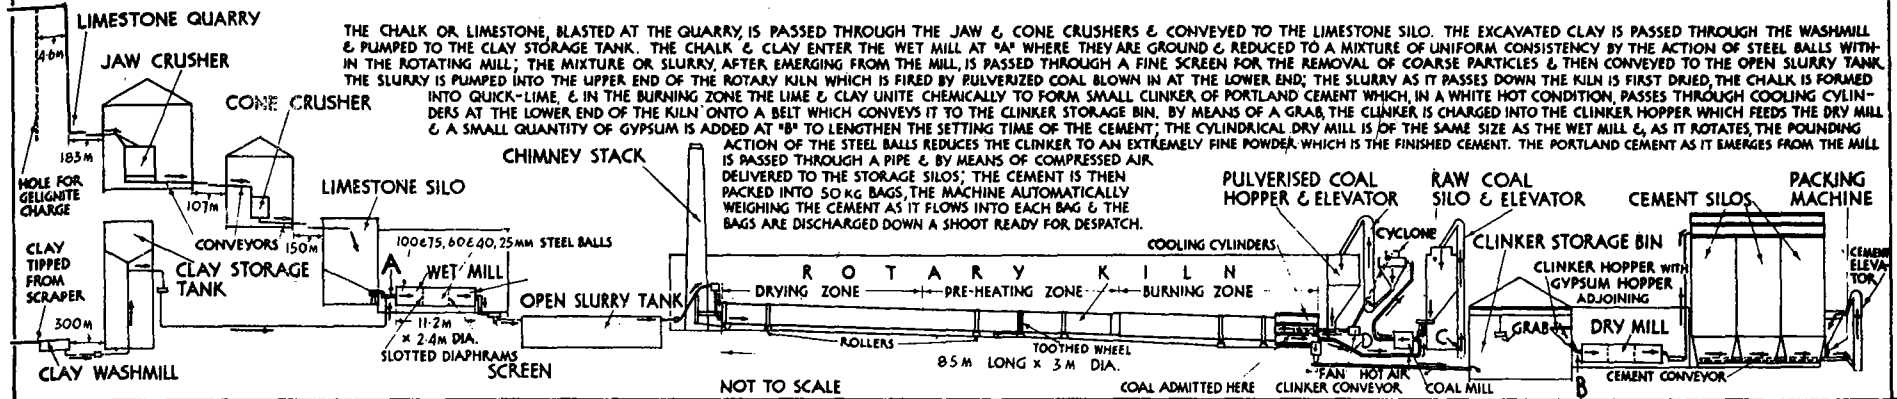 LIMESTONE QUARRY
4.6M
JAW CRUSHER
CONE CRUSHER
THE CHALK OR LIMESTONE, BLASTED AT THE QUARRY, IS PASSED THROUGH THE JAW & CONE CRUSHERS & CONVEYED TO THE LIMESTONE SILO. THE EXCAVATED CLAY IS PASSED THROUGH THE WASHMILL
& PUMPED TO THE CLAY STORAGE TANK. THE CHALK & CLAY ENTER THE WET MILL AT "A" WHERE THEY ARE GROUND & REDUCED TO A MIXTURE OF UNIFORM CONSISTENCY BY THE ACTION OF STEEL BALLS WITH-
IN THE ROTATING MILL; THE MIXTURE OR SLURRY, AFTER EMERGING FROM THE MILL, IS PASSED THROUGH A FINE SCREEN FOR THE REMOVAL OF COARSE PARTICLES & THEN CONVEYED TO THE OPEN SLURRY TANK.
THE SLURRY IS PUMPED INTO THE UPPER END OF THE ROTARY KILN WHICH IS FIRED BY PULVERIZED COAL BLOWN IN AT THE LOWER END; THE SLURRY AS IT PASSES DOWN THE KILN IS FIRST DRIED, THE CHALK IS FORMED
INTO QUICK-LIME, & IN THE BURNING ZONE THE LIME & CLAY UNITE CHEMICALLY TO FORM SMALL CLINKER OF PORTLAND CEMENT WHICH, IN A WHITE HOT CONDITION, PASSES THROUGH COOLING CYLIN-
DERS AT THE LOWER END OF THE KILN ONTO A BELT WHICH CONVEYS IT TO THE CLINKER STORAGE BIN. BY MEANS OF A GRAB, THE CLINKER IS CHARGED INTO THE CLINKER HOPPER WHICH FEEDS THE DRY MILL
& A SMALL QUANTITY OF GYPSUM IS ADDED AT "B" TO LENGTHEN THE SETTING TIME OF THE CEMENT; THE CYLINDRICAL DRY MILL IS OF THE SAME SIZE AS THE WET MILL &, AS IT ROTATES, THE POUNDING
ACTION OF THE STEEL BALLS REDUCES THE CLINKER TO AN EXTREMELY FINE POWDER WHICH IS THE FINISHED CEMENT. THE PORTLAND CEMENT AS IT EMERGES FROM THE MILL
IS PASSED THROUGH A PIPE & BY MEANS OF COMPRESSED AIR
DELIVERED TO THE STORAGE SILOS; THE CEMENT IS THEN
PACKED INTO 50 KG BAGS, THE MACHINE AUTOMATICALLY
WEIGHING THE CEMENT AS IT FLOWS INTO EACH BAG & THE
BAGS ARE DISCHARGED DOWN A SHOOT READY FOR DESPATCH.
183M
HOLE FOR
GELIGNITE
CHARGE
107M
CONVEYORS
150M
LIMESTONE SILO
CHIMNEY STACK
CLAY
TIPPED
FROM
SCRAPER
300M
CLAY WASHMILL
CLAY STORAGE
TANK
100&75, 60&40, 25MM STEEL BALLS
A
WET MILL
11.2M
× 2.4M DIA.
SLOTTED DIAPHRAMS
SCREEN
OPEN SLURRY TANK
ROTARY KILN
DRYING ZONE
PRE-HEATING ZONE
BURNING ZONE
ROLLERS
TOOTHED WHEEL
85M LONG × 3M DIA.
NOT TO SCALE
COOLING CYLINDERS
PULVERISED COAL
HOPPER & ELEVATOR
CYCLONE
RAW COAL
SILO & ELEVATOR
D
C
FAN
HOT AIR
COAL ADMITTED HERE
CLINKER CONVEYOR
COAL MILL
CLINKER STORAGE BIN
CLINKER HOPPER WITH
GYPSUM HOPPER
ADJOINING
GRAB
DRY MILL
B
CEMENT SILOS
CEMENT CONVEYOR
PACKING
MACHINE
CEMENT
ELEVA-
TOR